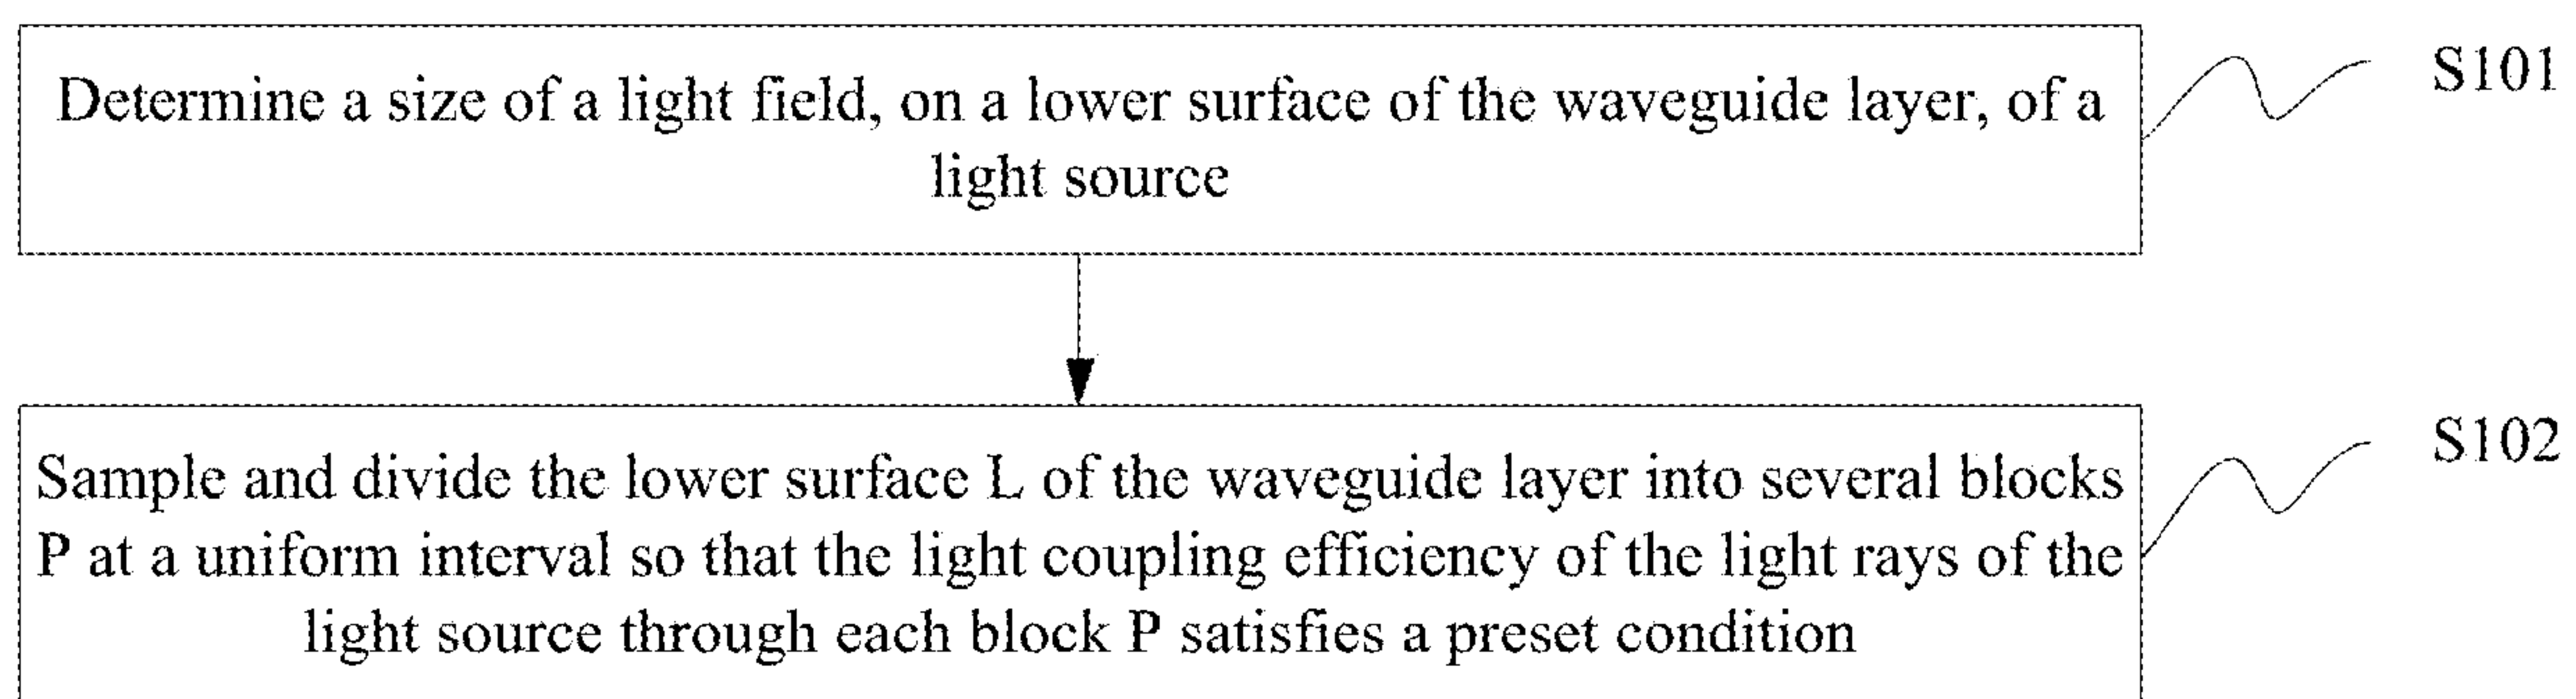 Determine a size of a light field, on a lower surface of the waveguide layer, of a
light source
S101
Sample and divide the lower surface L of the waveguide layer into several blocks
P at a uniform interval so that the light coupling efficiency of the light rays of the
light source through each block P satisfies a preset condition
S102